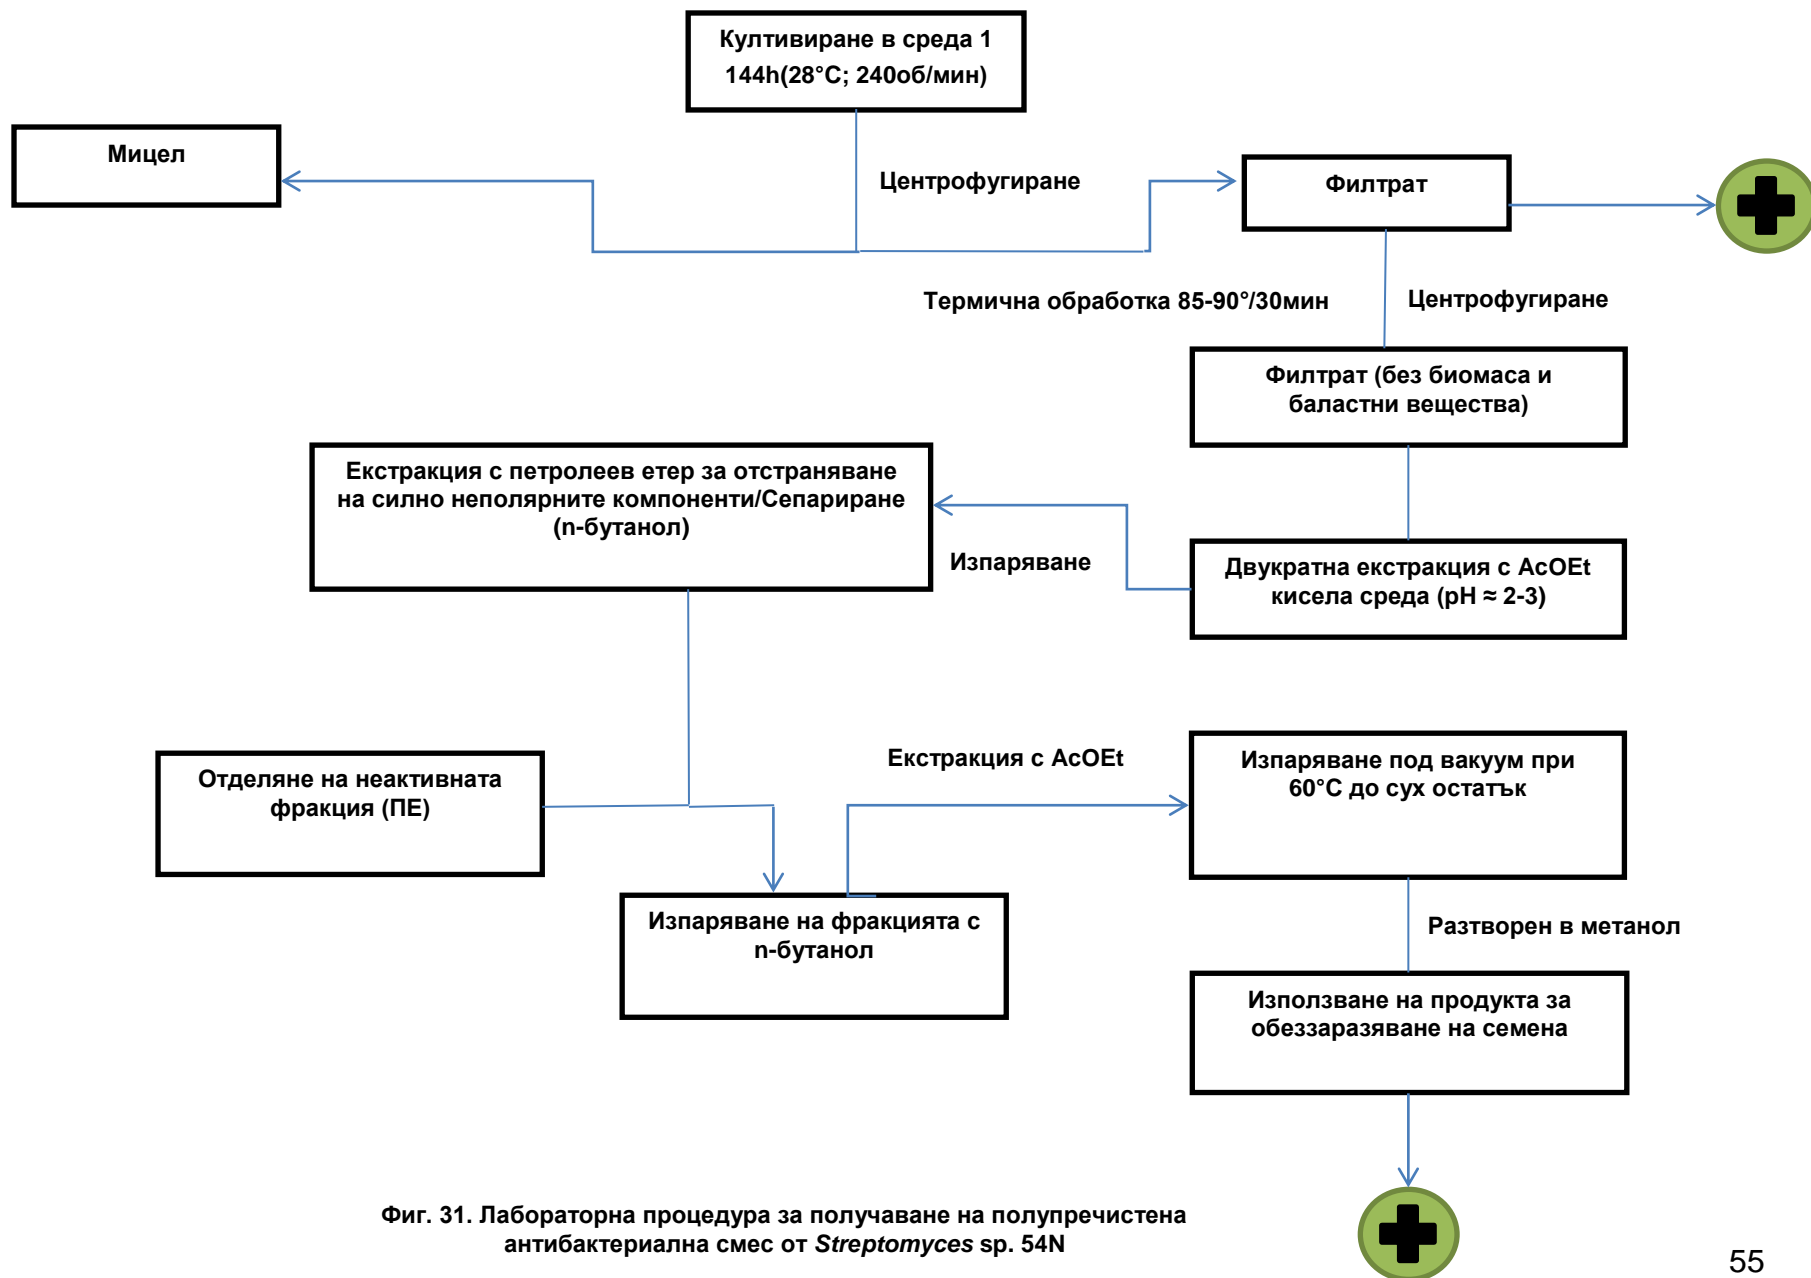 Култивиране в среда 1
144h(28°C; 240об/мин)
Мицел
Центрофугиране
Филтрат
Термична обработка 85-90°/30мин
Центрофугиране
Филтрат (без биомаса и
баластни вещества)
Екстракция с петролеев етер за отстраняване
на силно неполярните компоненти/Сепариране
(n-бутанол)
Изпаряване
Двукратна екстракция с AcOEt
кисела среда (pH ≈ 2-3)
Отделяне на неактивната
фракция (ПЕ)
Екстракция с AcOEt
Изпаряване под вакуум при
60°C до сух остатък
Изпаряване на фракцията с
n-бутанол
Разтворен в метанол
Използване на продукта за
обеззаразяване на семена
Фиг. 31. Лабораторна процедура за получаване на полупречистена
антибактериална смес от Streptomyces sp. 54N
55